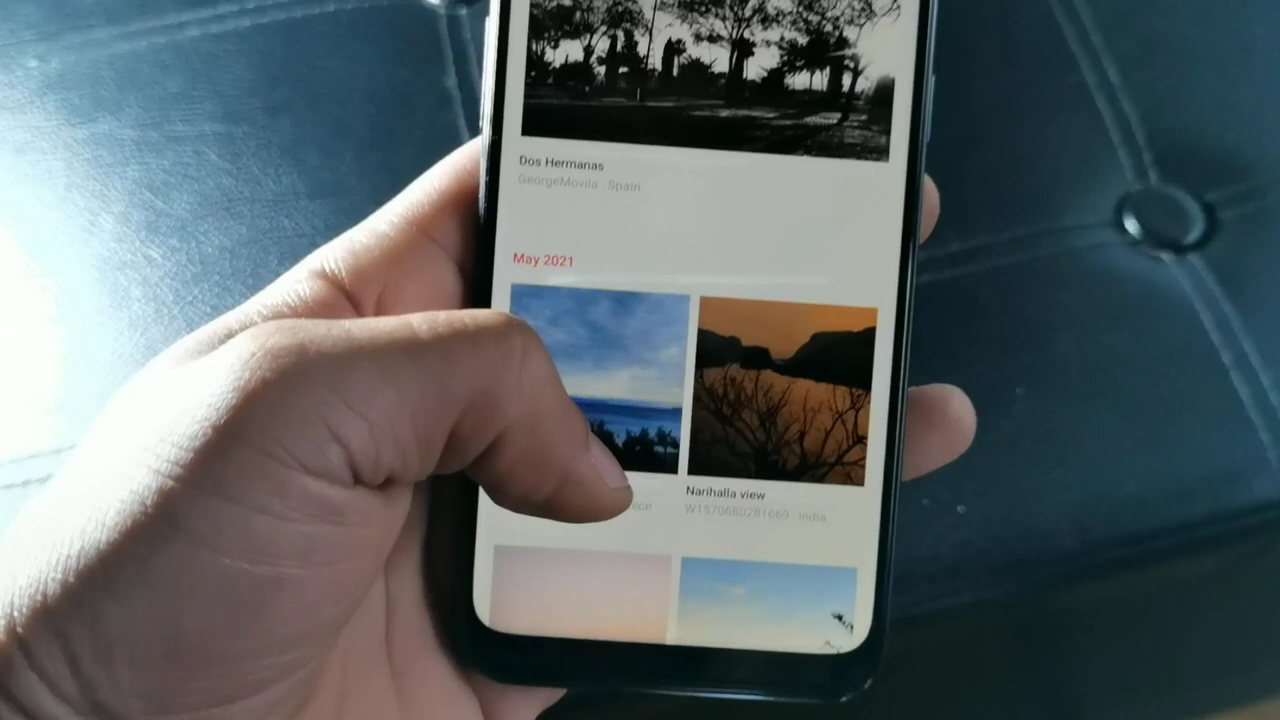 Dos Hermanas
GeorgeMovila · Spain
May 2021
Narihalla view
W1570680281669 · India